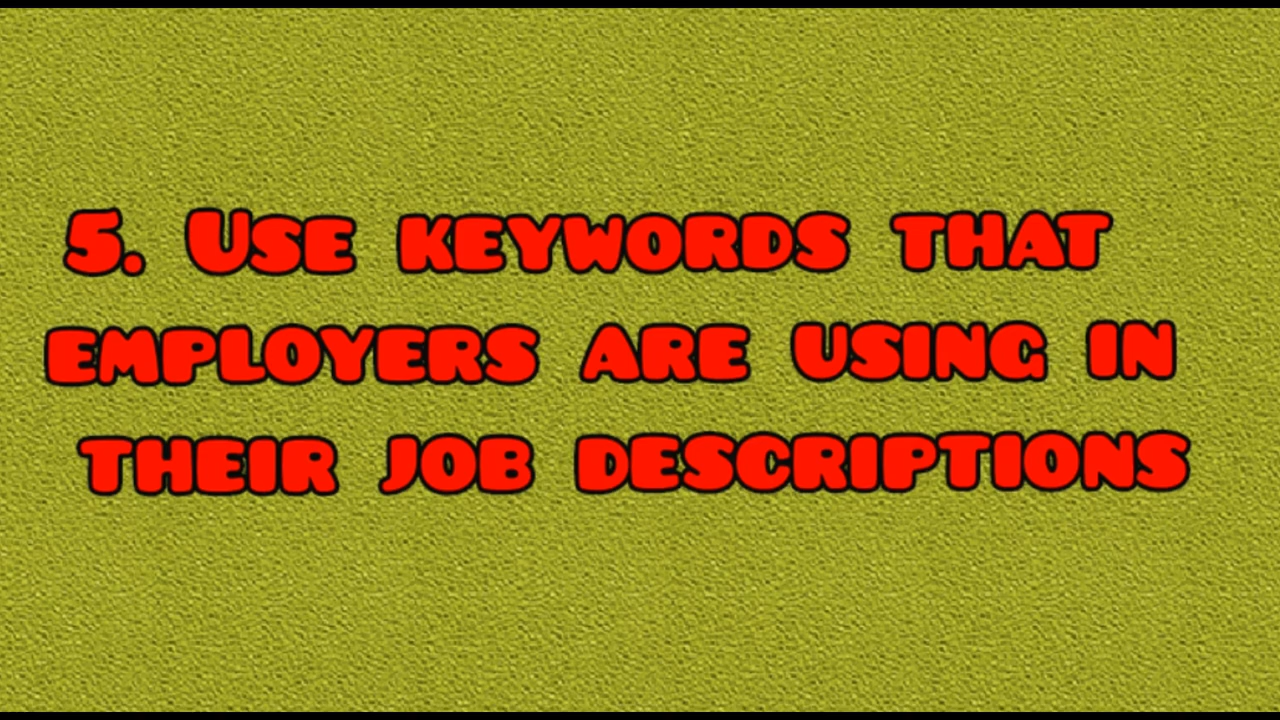 5. Use keywords that
employers are using in
their job descriptions